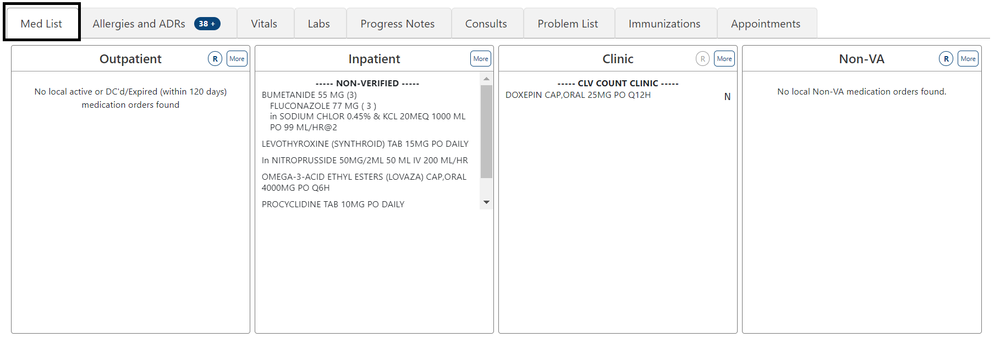 Med List
Allergies and ADRs 38 +
Vitals
Labs
Progress Notes
Consults
Problem List
Immunizations
Appointments
Outpatient R More
No local active or DC'd/Expired (within 120 days)
medication orders found
Inpatient More
----- NON-VERIFIED -----
BUMETANIDE 55 MG (3)
FLUCONAZOLE 77 MG ( 3 )
in SODIUM CHLOR 0.45% & KCL 20MEQ 1000 ML
PO 99 ML/HR@2
LEVOTHYROXINE (SYNTHROID) TAB 15MG PO DAILY
In NITROPRUSSIDE 50MG/2ML 50 ML IV 200 ML/HR
OMEGA-3-ACID ETHYL ESTERS (LOVAZA) CAP,ORAL
4000MG PO Q6H
PROCYCLIDINE TAB 10MG PO DAILY
Clinic R More
----- CLV COUNT CLINIC -----
DOXEPIN CAP,ORAL 25MG PO Q12H N
Non-VA R More
No local Non-VA medication orders found.